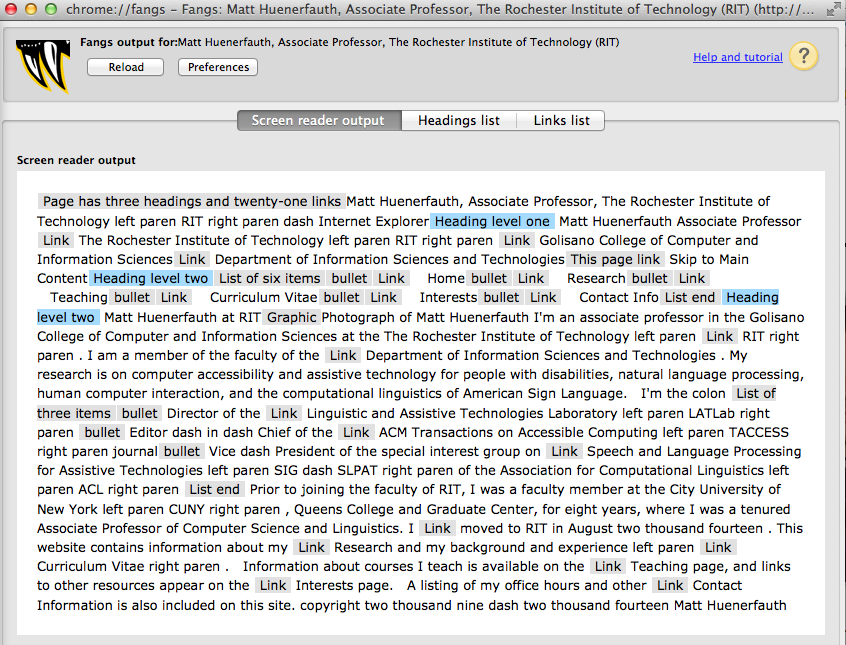 chrome://fangs – Fangs: Matt Huenerfauth, Associate Professor, The Rochester Institute of Technology (RIT) (http://...
Fangs output for:Matt Huenerfauth, Associate Professor, The Rochester Institute of Technology (RIT)
Reload Preferences
Help and tutorial ?
Screen reader output Headings list Links list
Screen reader output
Page has three headings and twenty-one links Matt Huenerfauth, Associate Professor, The Rochester Institute of
Technology left paren RIT right paren dash Internet Explorer Heading level one Matt Huenerfauth Associate Professor
Link The Rochester Institute of Technology left paren RIT right paren Link Golisano College of Computer and
Information Sciences Link Department of Information Sciences and Technologies This page link Skip to Main
Content Heading level two List of six items bullet Link Home bullet Link Research bullet Link
Teaching bullet Link Curriculum Vitae bullet Link Interests bullet Link Contact Info List end Heading
level two Matt Huenerfauth at RIT Graphic Photograph of Matt Huenerfauth I'm an associate professor in the Golisano
College of Computer and Information Sciences at the The Rochester Institute of Technology left paren Link RIT right
paren . I am a member of the faculty of the Link Department of Information Sciences and Technologies . My
research is on computer accessibility and assistive technology for people with disabilities, natural language processing,
human computer interaction, and the computational linguistics of American Sign Language. I'm the colon List of
three items bullet Director of the Link Linguistic and Assistive Technologies Laboratory left paren LATLab right
paren bullet Editor dash in dash Chief of the Link ACM Transactions on Accessible Computing left paren TACCESS
right paren journal bullet Vice dash President of the special interest group on Link Speech and Language Processing
for Assistive Technologies left paren SIG dash SLPAT right paren of the Association for Computational Linguistics left
paren ACL right paren List end Prior to joining the faculty of RIT, I was a faculty member at the City University of
New York left paren CUNY right paren , Queens College and Graduate Center, for eight years, where I was a tenured
Associate Professor of Computer Science and Linguistics. I Link moved to RIT in August two thousand fourteen . This
website contains information about my Link Research and my background and experience left paren Link
Curriculum Vitae right paren . Information about courses I teach is available on the Link Teaching page, and links
to other resources appear on the Link Interests page. A listing of my office hours and other Link Contact
Information is also included on this site. copyright two thousand nine dash two thousand fourteen Matt Huenerfauth